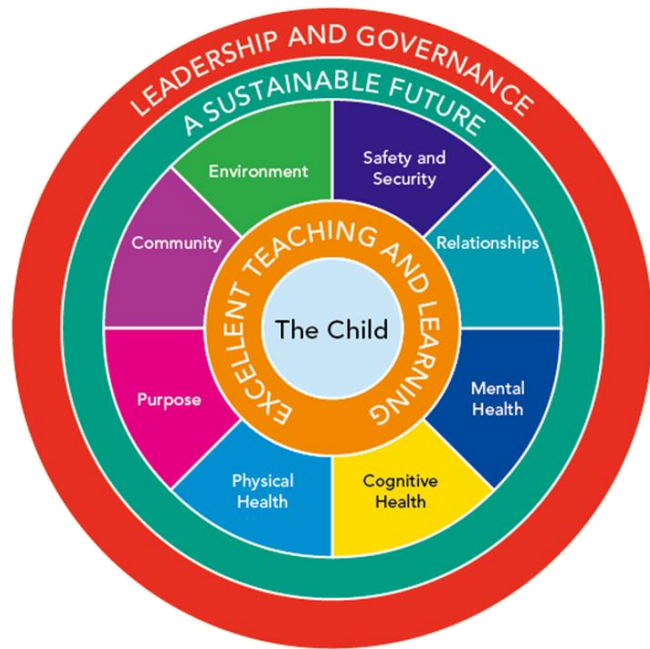 LEADERSHIP AND GOVERNANCE
A SUSTAINABLE FUTURE
Environment
Safety and
Security
Community
Relationships
EXCELLENT TEACHING AND LEARNING
The Child
Purpose
Mental
Health
Physical
Health
Cognitive
Health